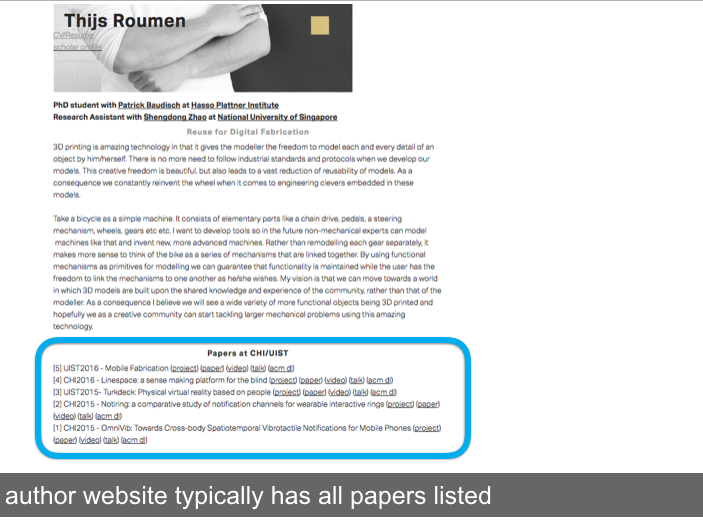 Thijs Roumen
CV/Resume
scholar profile
PhD student with Patrick Baudisch at Hasso Plattner Institute
Research Assistant with Shengdong Zhao at National University of Singapore
Reuse for Digital Fabrication
3D printing is amazing technology in that it gives the modeller the freedom to model each and every detail of an
object by him/herself. There is no more need to follow industrial standards and protocols when we develop our
models. This creative freedom is beautiful, but also leads to a vast reduction of reusability of models. As a
consequence we constantly reinvent the wheel when it comes to engineering clevers embedded in these
models.
Take a bicycle as a simple machine. It consists of elementary parts like a chain drive, pedals, a steering
mechanism, wheels, gears etc etc. I want to develop tools so in the future non-mechanical experts can model
machines like that and invent new, more advanced machines. Rather than remodelling each gear separately, it
makes more sense to think of the bike as a series of mechanisms that are linked together. By using functional
mechanisms as primitives for modelling we can guarantee that functionality is maintained while the user has the
freedom to link the mechanisms to one another as he/she wishes. My vision is that we can move towards a world
in which 3D models are built upon the shared knowledge and experience of the community, rather than that of the
modeller. As a consequence I believe we will see a wide variety of more functional objects being 3D printed and
hopefully we as a creative community can start tackling larger mechanical problems using this amazing
technology.
Papers at CHI/UIST
[5] UIST2016 - Mobile Fabrication (project) (paper) (video) (talk) (acm dl)
[4] CHI2016 - Linespace: a sense making platform for the blind (project) (paper) (video) (talk) (acm dl)
[3] UIST2015- Turkdeck: Physical virtual reality based on people (project) (paper) (video) (talk) (acm dl)
[2] CHI2015 - Notiring: a comparative study of notification channels for wearable interactive rings (project) (paper)
(video) (talk) (acm dl)
[1] CHI2015 - OmniVib: Towards Cross-body Spatiotemporal Vibrotactile Notifications for Mobile Phones (project)
(paper) (video) (talk) (acm dl)
author website typically has all papers listed